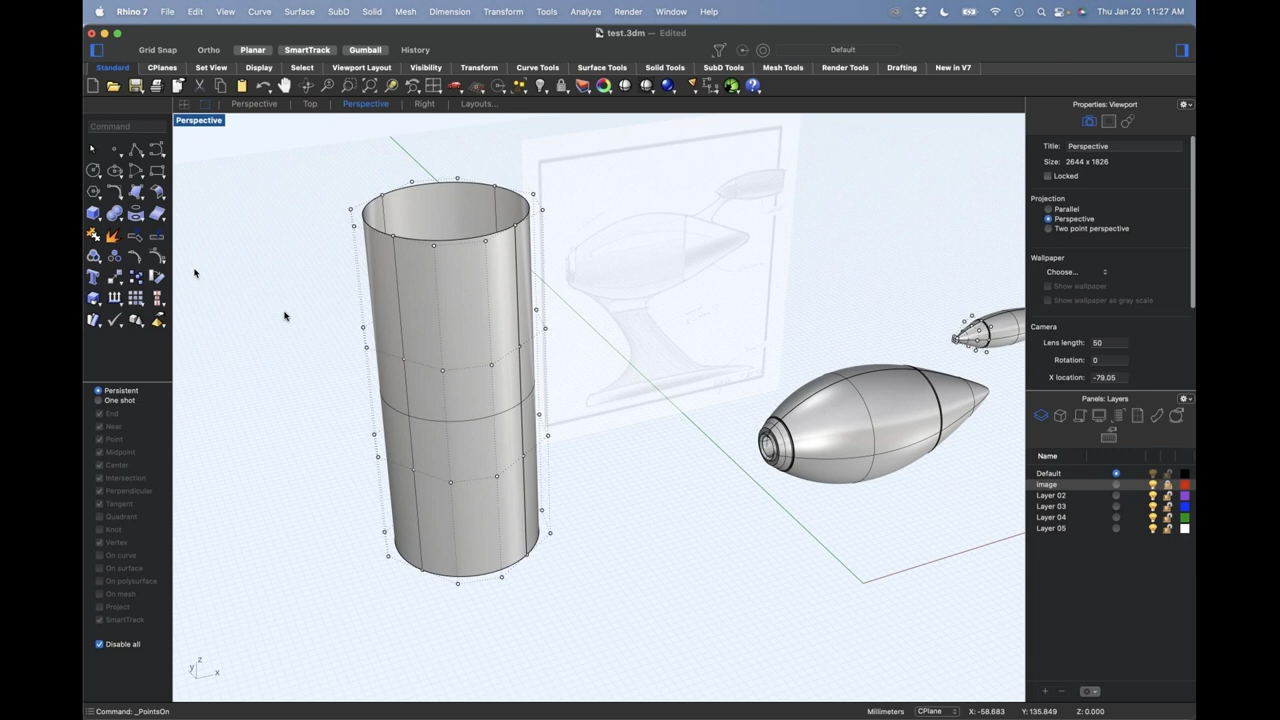 Rhino 7 File Edit View Curve Surface SubD Solid Mesh Dimension Transform Tools Analyze Render Window Help Thu Jan 20 11:27 AM
test.3dm — Edited
Grid Snap Ortho Planar SmartTrack Gumball History Default
Standard CPlanes Set View Display Select Viewport Layout Visibility Transform Curve Tools Surface Tools Solid Tools SubD Tools Mesh Tools Render Tools Drafting New in V7
Perspective Top Perspective Right Layouts...
Command
Perspective
Persistent
One shot
End
Near
Point
Midpoint
Center
Intersection
Perpendicular
Tangent
Quadrant
Knot
Vertex
On curve
On surface
On polysurface
On mesh
Project
SmartTrack
Disable all
z
y
x
Properties: Viewport
Title: Perspective
Size: 2644 x 1826
Locked
Projection
Parallel
Perspective
Two point perspective
Wallpaper
Choose...
Show wallpaper
Show wallpaper as gray scale
Camera
Lens length: 50
Rotation: 0
X location: -79.05
Panels: Layers
Name
Default
image
Layer 02
Layer 03
Layer 04
Layer 05
Command: _PointsOn Millimeters CPlane X: -58.683 Y: 135.849 Z: 0.000